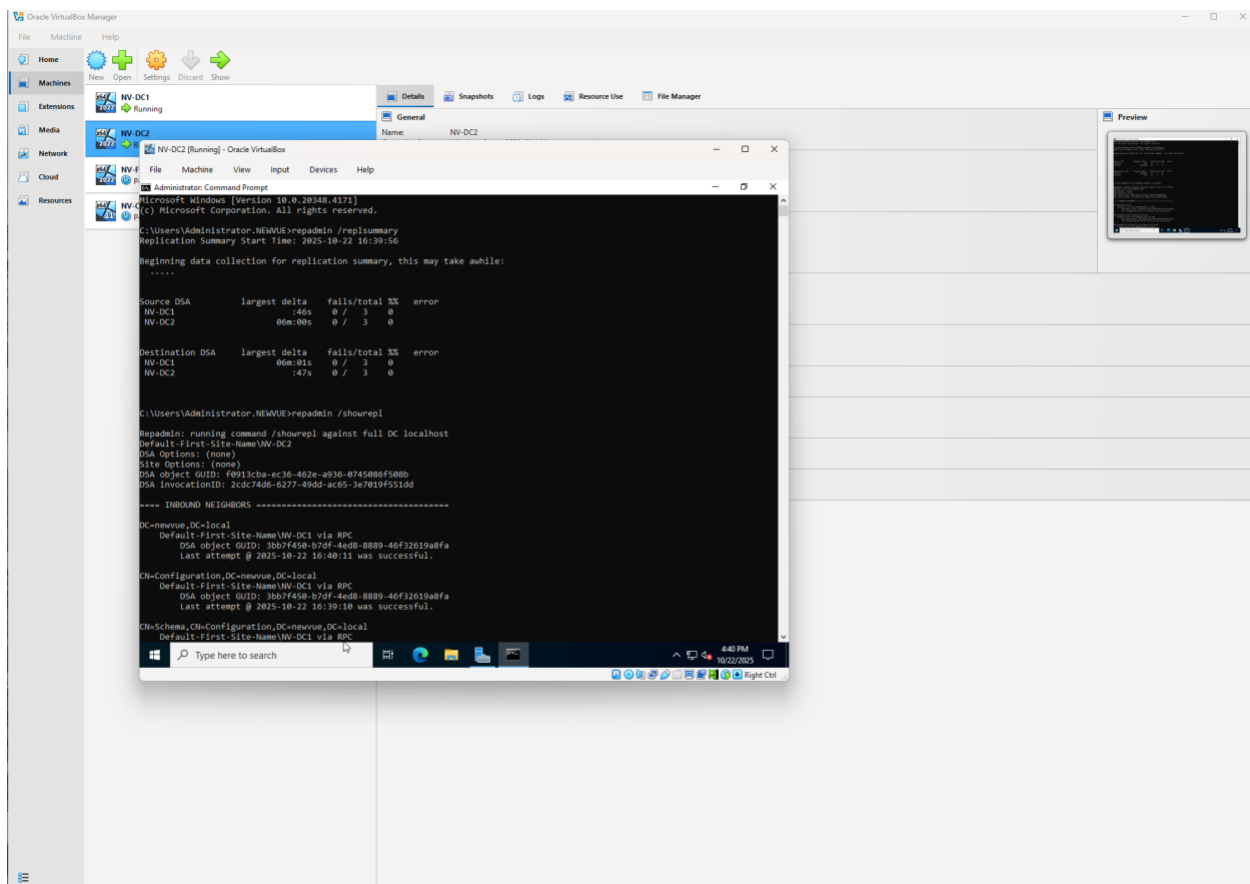 Oracle VirtualBox Manager
File Machine Help
Home
Machines
Extensions
Media
Network
Cloud
Resources
New Open Settings Discard Show
NV-DC1
Running
NV-DC2
Details Snapshots Logs Resource Use File Manager
General
Name: NV-DC2
Preview
NV-DC2 [Running] - Oracle VirtualBox
File Machine View Input Devices Help
Administrator: Command Prompt
Microsoft Windows [Version 10.0.20348.4171]
(c) Microsoft Corporation. All rights reserved.
C:\Users\Administrator.NEWVUE>repadmin /replsummary
Replication Summary Start Time: 2025-10-22 16:39:56
Beginning data collection for replication summary, this may take awhile:
.....
Source DSA largest delta fails/total %% error
NV-DC1 :46s 0 / 3 0
NV-DC2 06m:00s 0 / 3 0
Destination DSA largest delta fails/total %% error
NV-DC1 06m:01s 0 / 3 0
NV-DC2 :47s 0 / 3 0
C:\Users\Administrator.NEWVUE>repadmin /showrepl
Repadmin: running command /showrepl against full DC localhost
Default-First-Site-Name\NV-DC2
DSA Options: (none)
Site Options: (none)
DSA object GUID: f0913cba-ec36-462e-a936-0745086f508b
DSA invocationID: 2cdc74d6-6277-49dd-ac65-3e7019f551dd
==== INBOUND NEIGHBORS ======================================
DC=newvue,DC=local
Default-First-Site-Name\NV-DC1 via RPC
DSA object GUID: 3bb7f450-b7df-4ed8-8889-46f32619a8fa
Last attempt @ 2025-10-22 16:40:11 was successful.
CN=Configuration,DC=newvue,DC=local
Default-First-Site-Name\NV-DC1 via RPC
DSA object GUID: 3bb7f450-b7df-4ed8-8889-46f32619a8fa
Last attempt @ 2025-10-22 16:39:10 was successful.
CN=Schema,CN=Configuration,DC=newvue,DC=local
Default-First-Site-Name\NV-DC1 via RPC
Type here to search
4:40 PM
10/22/2025
Right Ctrl